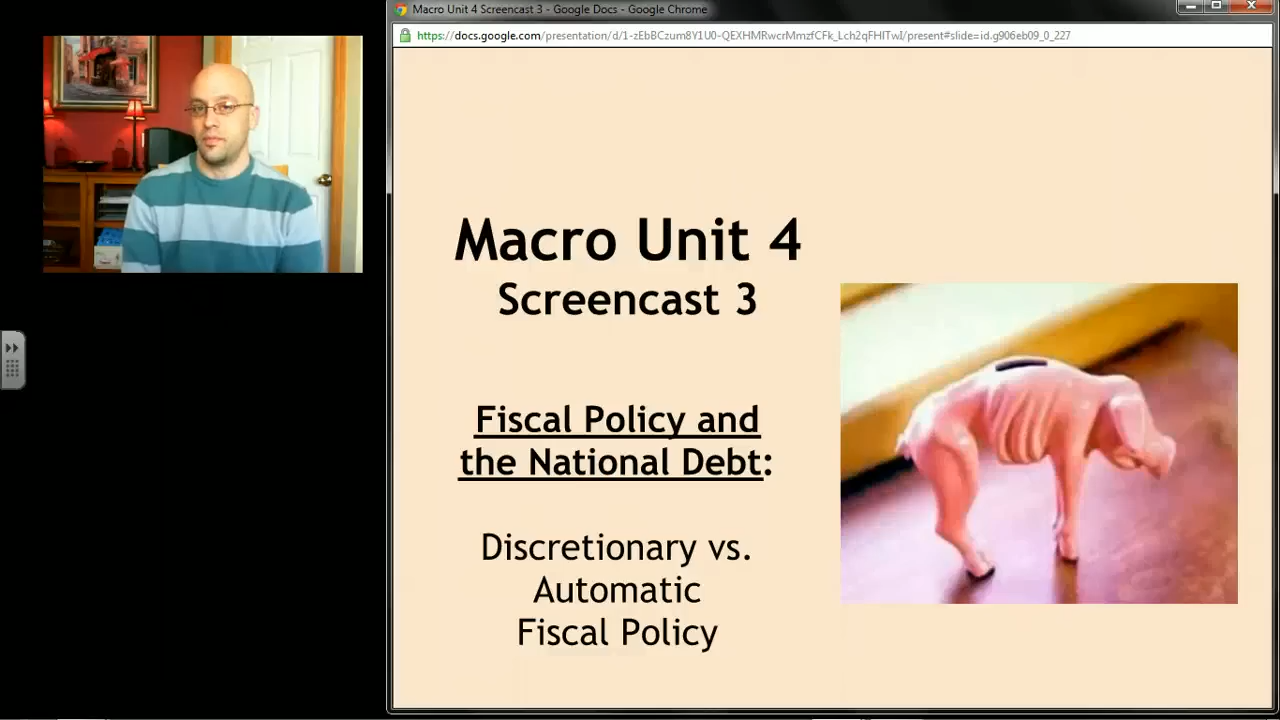 Macro Unit 4 Screencast 3 - Google Docs - Google Chrome
https://docs.google.com/presentation/d/1-zEbBCzum8Y1U0-QEXHMRwcrMmzfCFk_Lch2qFHITwI/present#slide=id.g906eb09_0_227
Macro Unit 4
Screencast 3
Fiscal Policy and
the National Debt:
Discretionary vs.
Automatic
Fiscal Policy